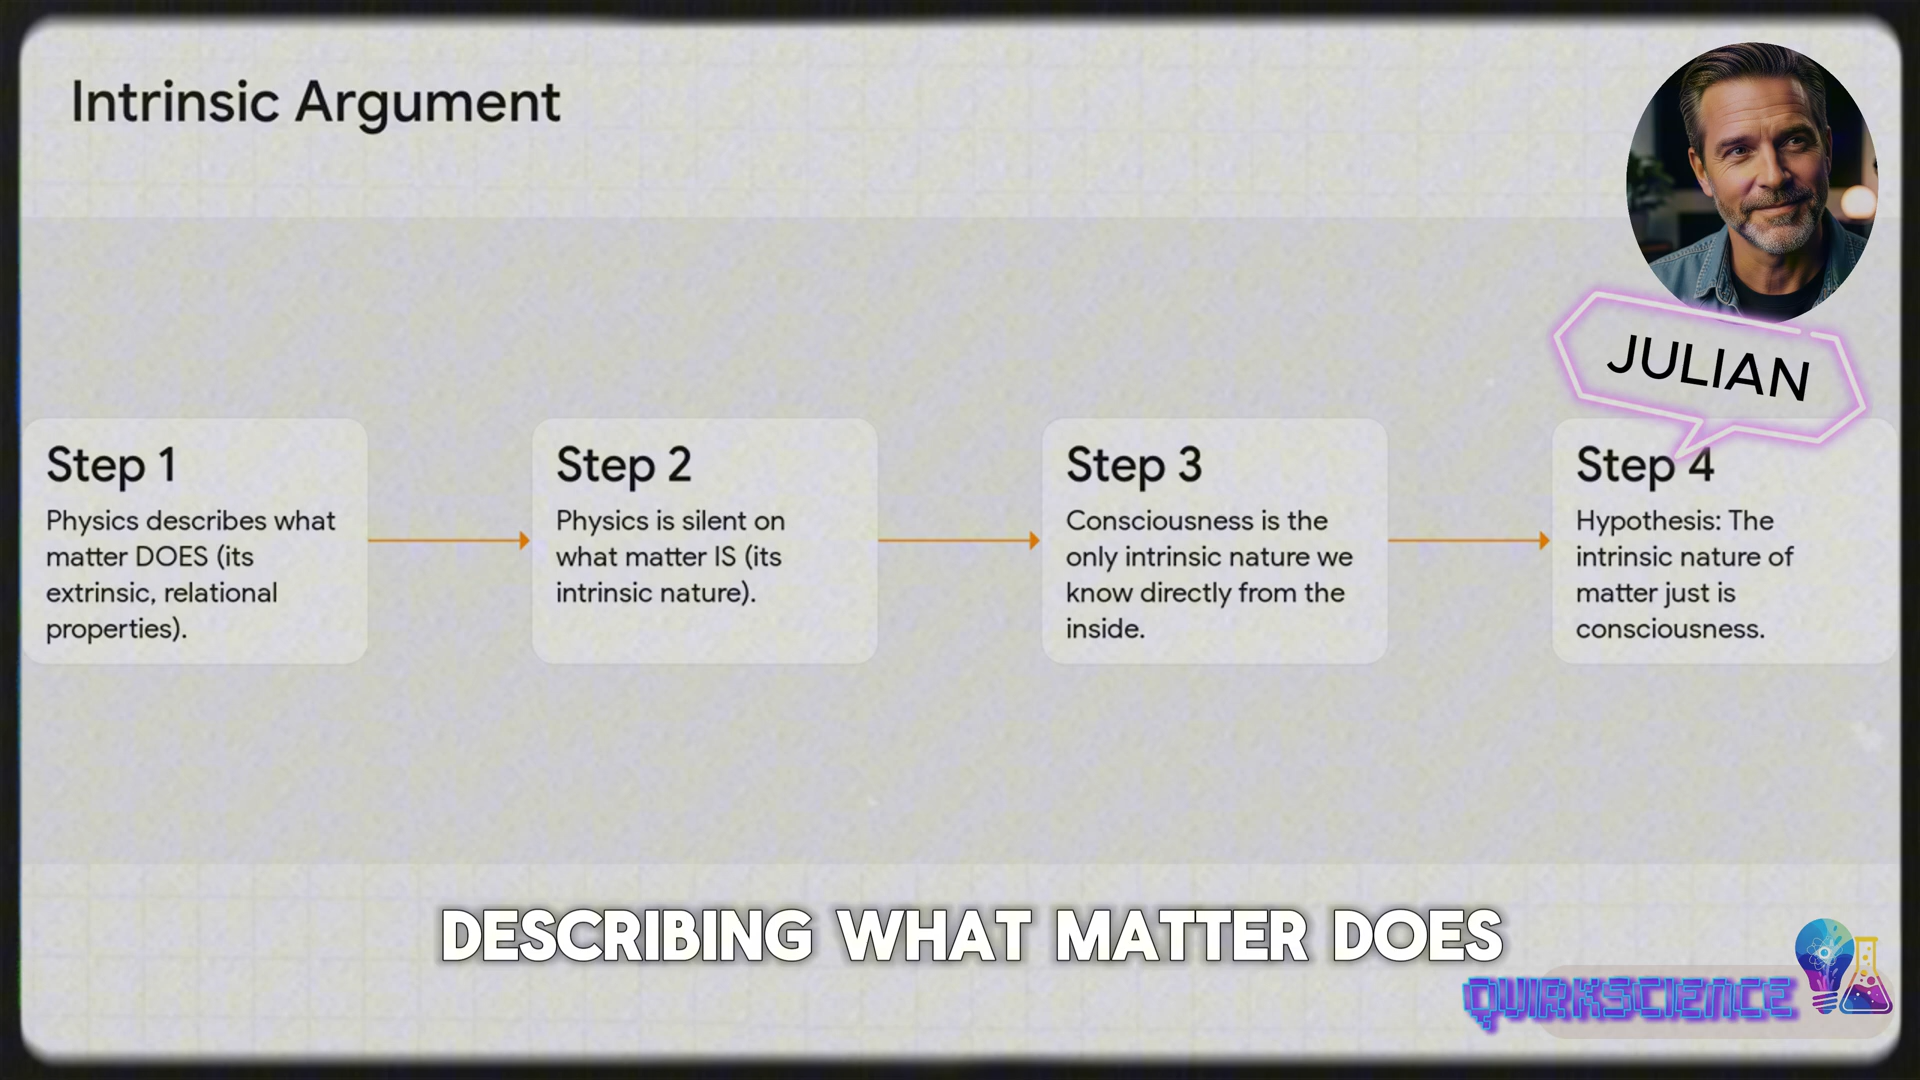 Intrinsic Argument
JULIAN
Step 1
Physics describes what
matter DOES (its
extrinsic, relational
properties).
Step 2
Physics is silent on
what matter IS (its
intrinsic nature).
Step 3
Consciousness is the
only intrinsic nature we
know directly from the
inside.
Step 4
Hypothesis: The
intrinsic nature of
matter just is
consciousness.
DESCRIBING WHAT MATTER DOES
QUIRKSCIENCE